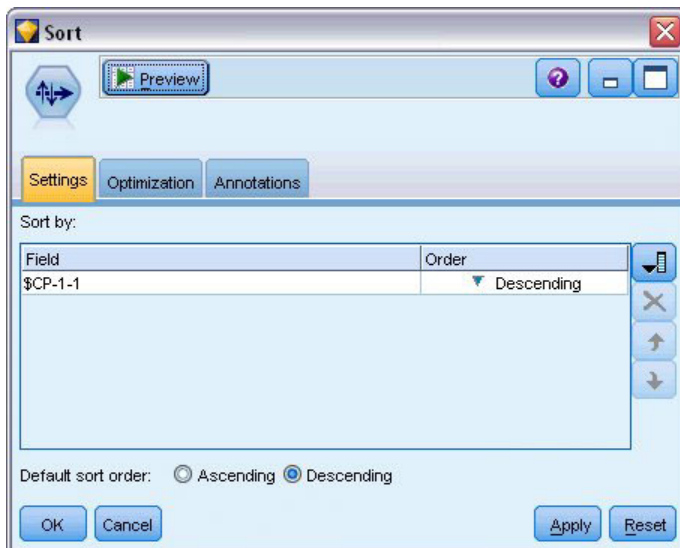 Sort
Preview
Settings Optimization Annotations
Sort by:
Field Order
$CP-1-1 Descending
Default sort order: Ascending Descending
OK Cancel Apply Reset